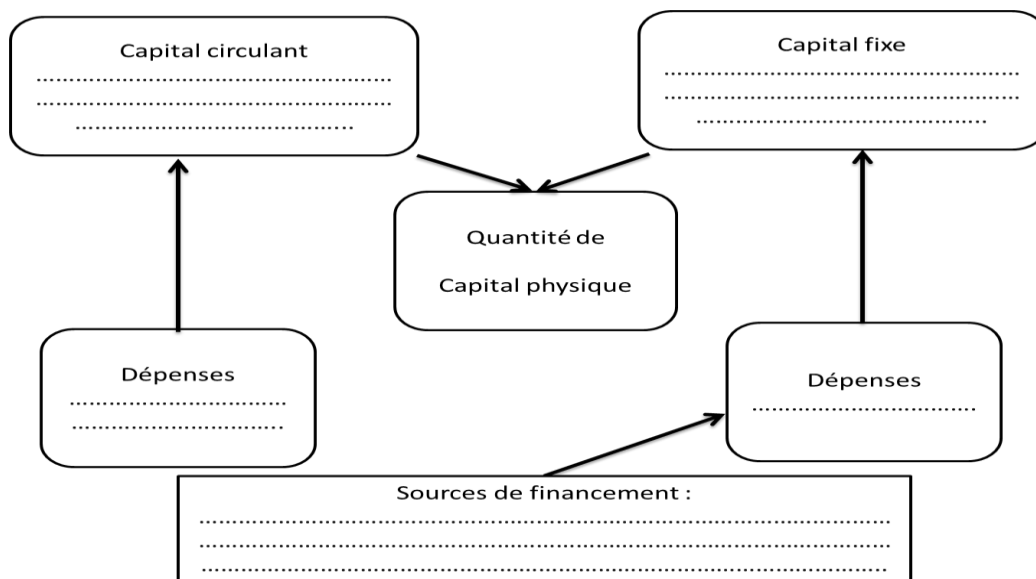 Capital circulant
……………………………………………………
……………………………………………………
………………………………………..
Capital fixe
……………………………………………………
……………………………………………………
…………………………………………
Quantité de
Capital physique
Dépenses
………………………………
……………………………..
Dépenses
………………………………
Sources de financement :
……………………………………………………………………………………………………
……………………………………………………………………………………………………
……………………………………………………………………………………………………